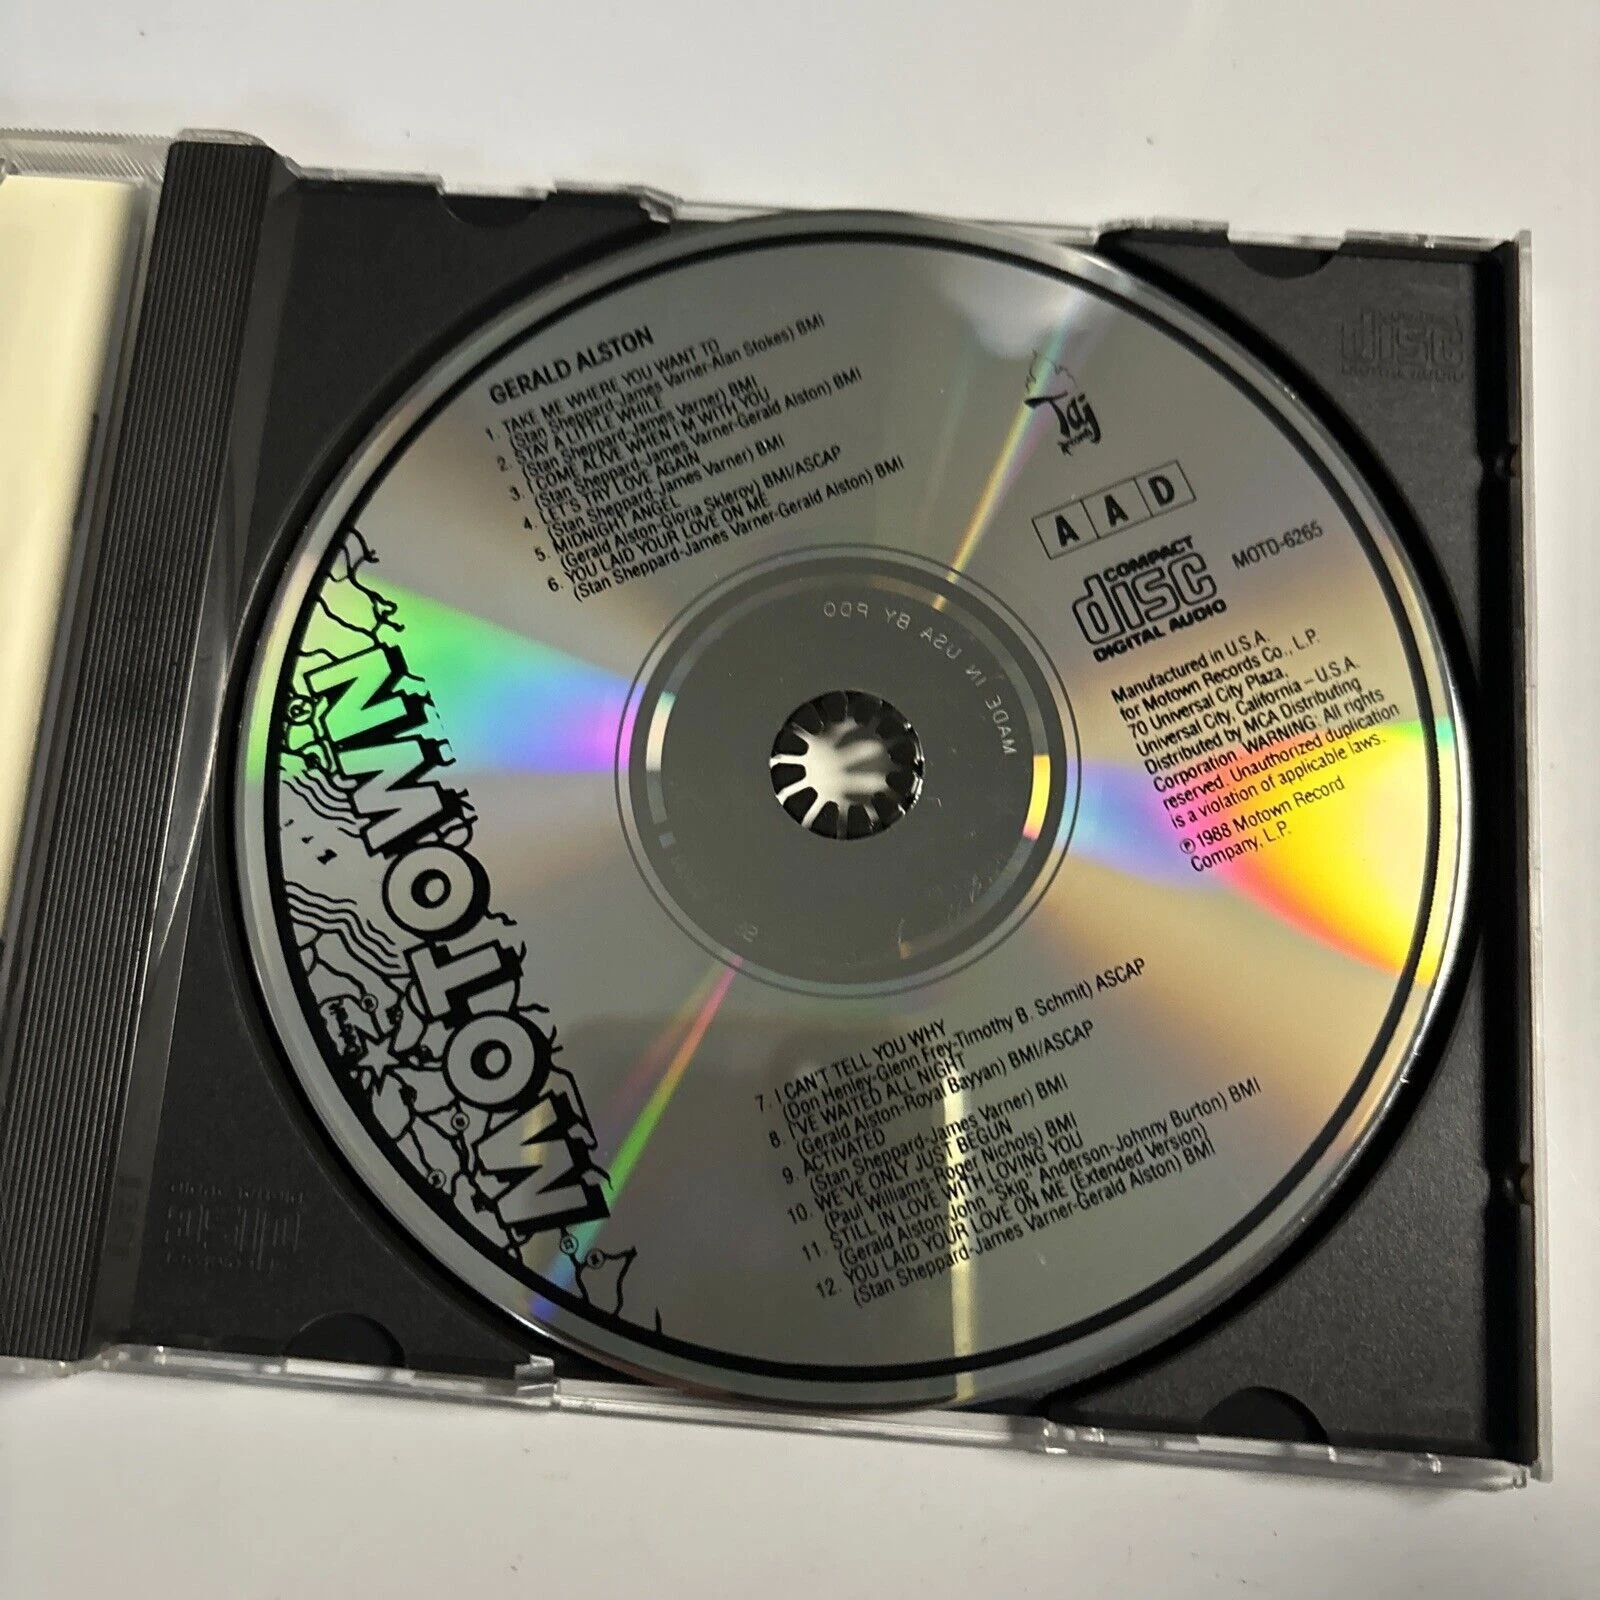 GERALD ALSTON
1. TAKE ME WHERE YOU WANT TO
(Stan Sheppard-James Varner-Alan Stokes) BMI
2. STAY A LITTLE WHILE
(Stan Sheppard-James Varner) BMI
3. I COME ALIVE WHEN I'M WITH YOU
(Stan Sheppard-James Varner-Gerald Alston) BMI
4. LET'S TRY LOVE AGAIN
(Stan Sheppard-James Varner) BMI
5. MIDNIGHT ANGEL
(Gerald Alston-Gloria Sklerov) BMI/ASCAP
6. YOU LAID YOUR LOVE ON ME
(Stan Sheppard-James Varner-Gerald Alston) BMI
Taj
Records
A A D
COMPACT
disc
DIGITAL AUDIO
MOTD-6265
Manufactured in U.S.A.
for Motown Records Co., L.P.
70 Universal City Plaza,
Universal City, California – U.S.A.
Distributed by MCA Distributing
Corporation. WARNING: All rights
reserved. Unauthorized duplication
is a violation of applicable laws.
℗ 1988 Motown Record
Company, L.P.
MADE IN USA BY PDO
MOTOWN
Detroit
7. I CAN'T TELL YOU WHY
(Don Henley-Glenn Frey-Timothy B. Schmit) ASCAP
8. I'VE WAITED ALL NIGHT
(Gerald Alston-Royal Bayyan) BMI/ASCAP
9. ACTIVATED
(Stan Sheppard-James Varner) BMI
10. WE'VE ONLY JUST BEGUN
(Paul Williams-Roger Nichols) BMI
11. STILL IN LOVE WITH LOVING YOU
(Gerald Alston-John "Skip" Anderson-Johnny Burton) BMI
12. YOU LAID YOUR LOVE ON ME (Extended Version)
(Stan Sheppard-James Varner-Gerald Alston) BMI
disc
DIGITAL AUDIO